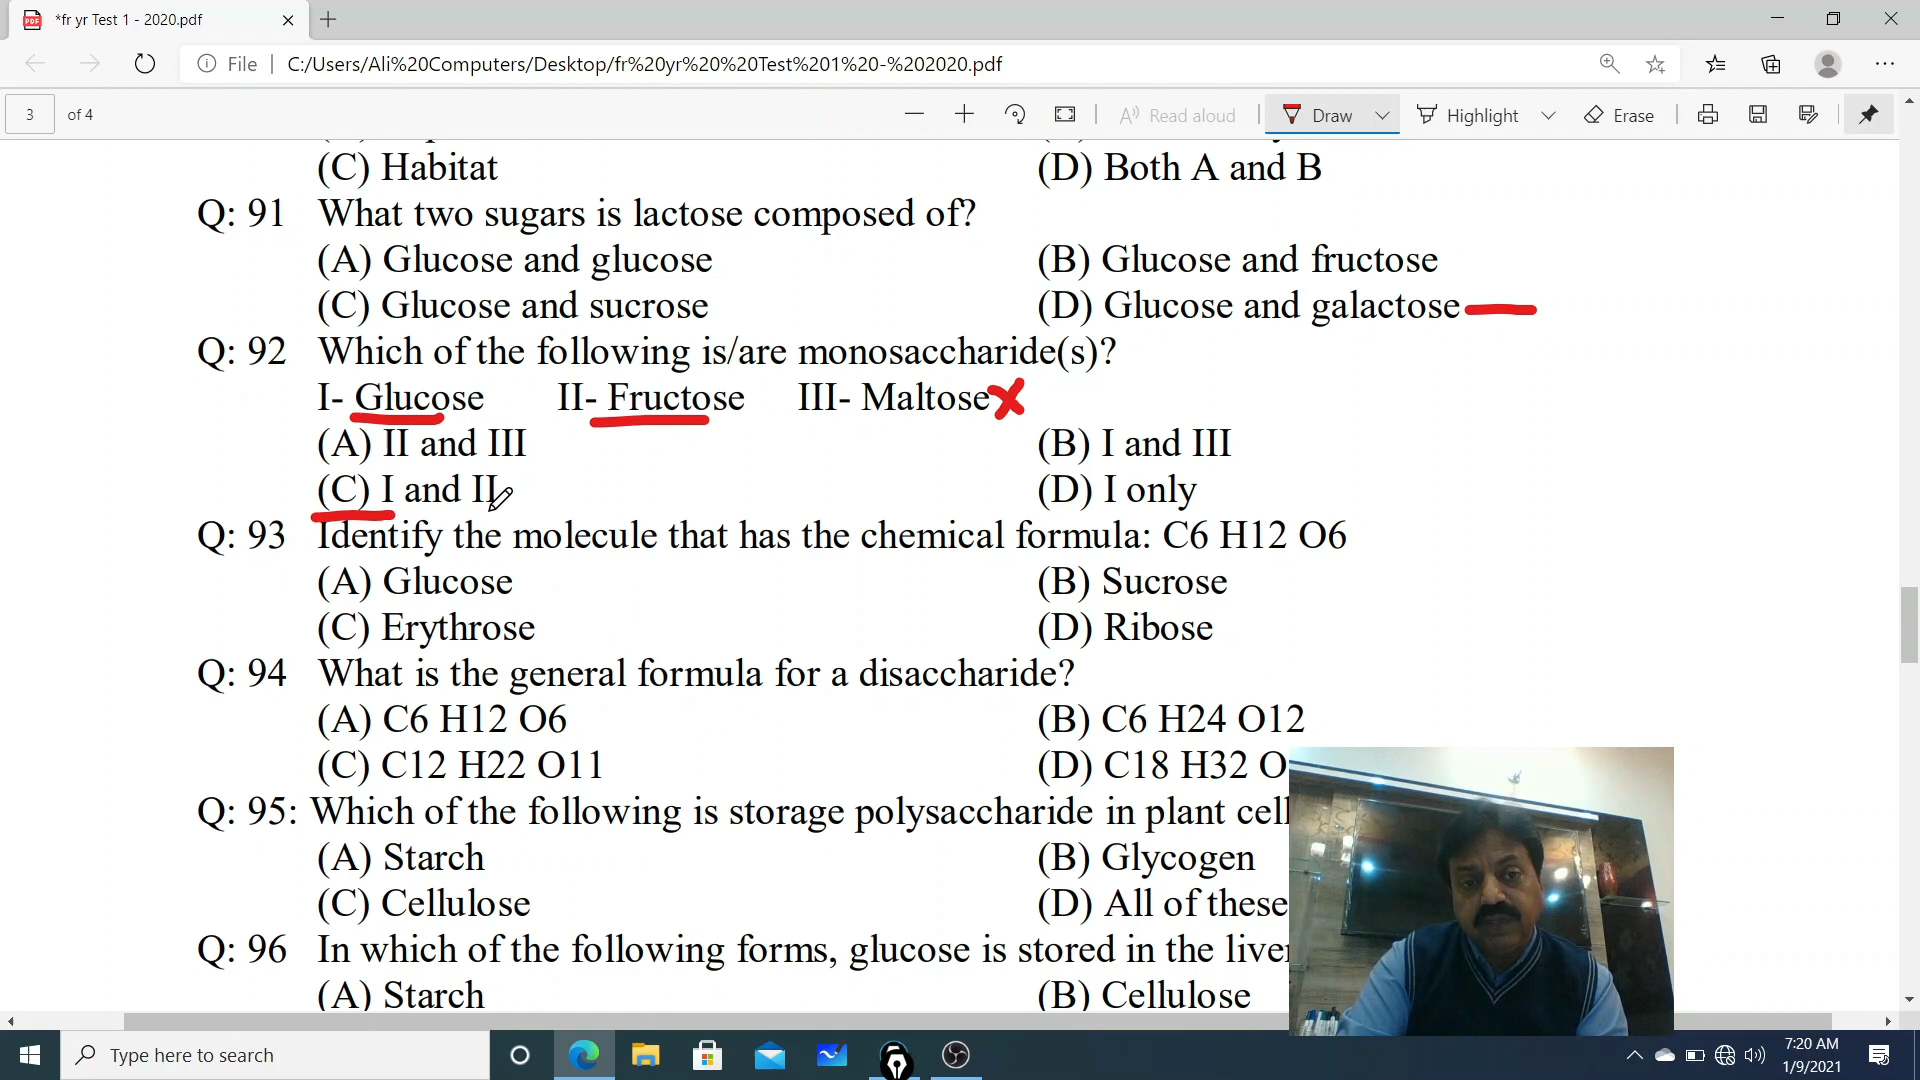 *fr yr Test 1 - 2020.pdf
File
C:/Users/Ali%20Computers/Desktop/fr%20yr%20%20Test%201%20-%202020.pdf
3 of 4
Read aloud
Draw
Highlight
Erase
(C) Habitat (D) Both A and B
Q: 91 What two sugars is lactose composed of?
(A) Glucose and glucose (B) Glucose and fructose
(C) Glucose and sucrose (D) Glucose and galactose
Q: 92 Which of the following is/are monosaccharide(s)?
I- Glucose II- Fructose III- Maltose
(A) II and III (B) I and III
(C) I and II (D) I only
Q: 93 Identify the molecule that has the chemical formula: C6 H12 O6
(A) Glucose (B) Sucrose
(C) Erythrose (D) Ribose
Q: 94 What is the general formula for a disaccharide?
(A) C6 H12 O6 (B) C6 H24 O12
(C) C12 H22 O11 (D) C18 H32 O
Q: 95: Which of the following is storage polysaccharide in plant cell
(A) Starch (B) Glycogen
(C) Cellulose (D) All of these
Q: 96 In which of the following forms, glucose is stored in the liver
(A) Starch (B) Cellulose
Type here to search
7:20 AM
1/9/2021